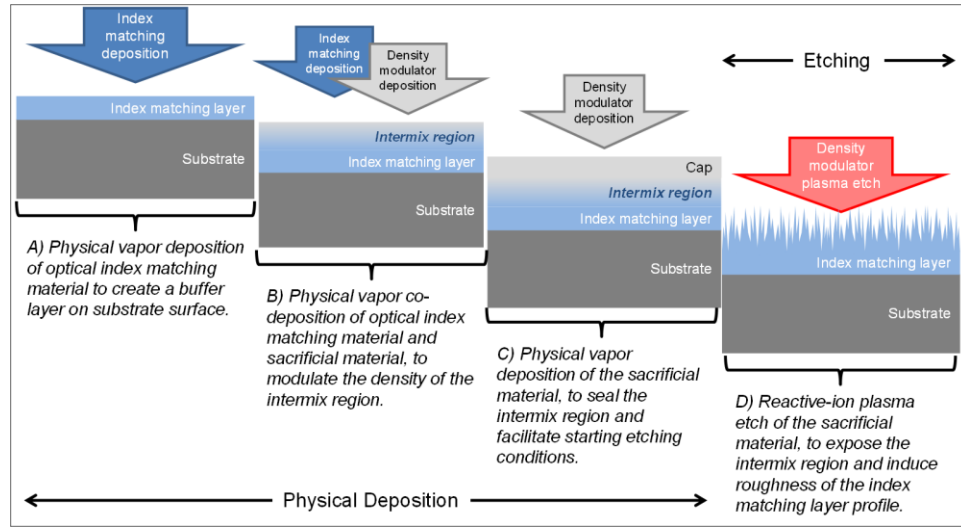 Index
matching
deposition
Index matching layer
Substrate
A) Physical vapor deposition
of optical index matching
material to create a buffer
layer on substrate surface.
Index
matching
deposition
Density
modulator
deposition
Intermix region
Index matching layer
Substrate
B) Physical vapor co-
deposition of optical index
matching material and
sacrificial material, to
modulate the density of the
intermix region.
Density
modulator
deposition
Cap
Intermix region
Index matching layer
Substrate
C) Physical vapor
deposition of the sacrificial
material, to seal the
intermix region and
facilitate starting etching
conditions.
Etching
Density
modulator
plasma etch
Index matching layer
Substrate
D) Reactive-ion plasma
etch of the sacrificial
material, to expose the
intermix region and induce
roughness of the index
matching layer profile.
Physical Deposition